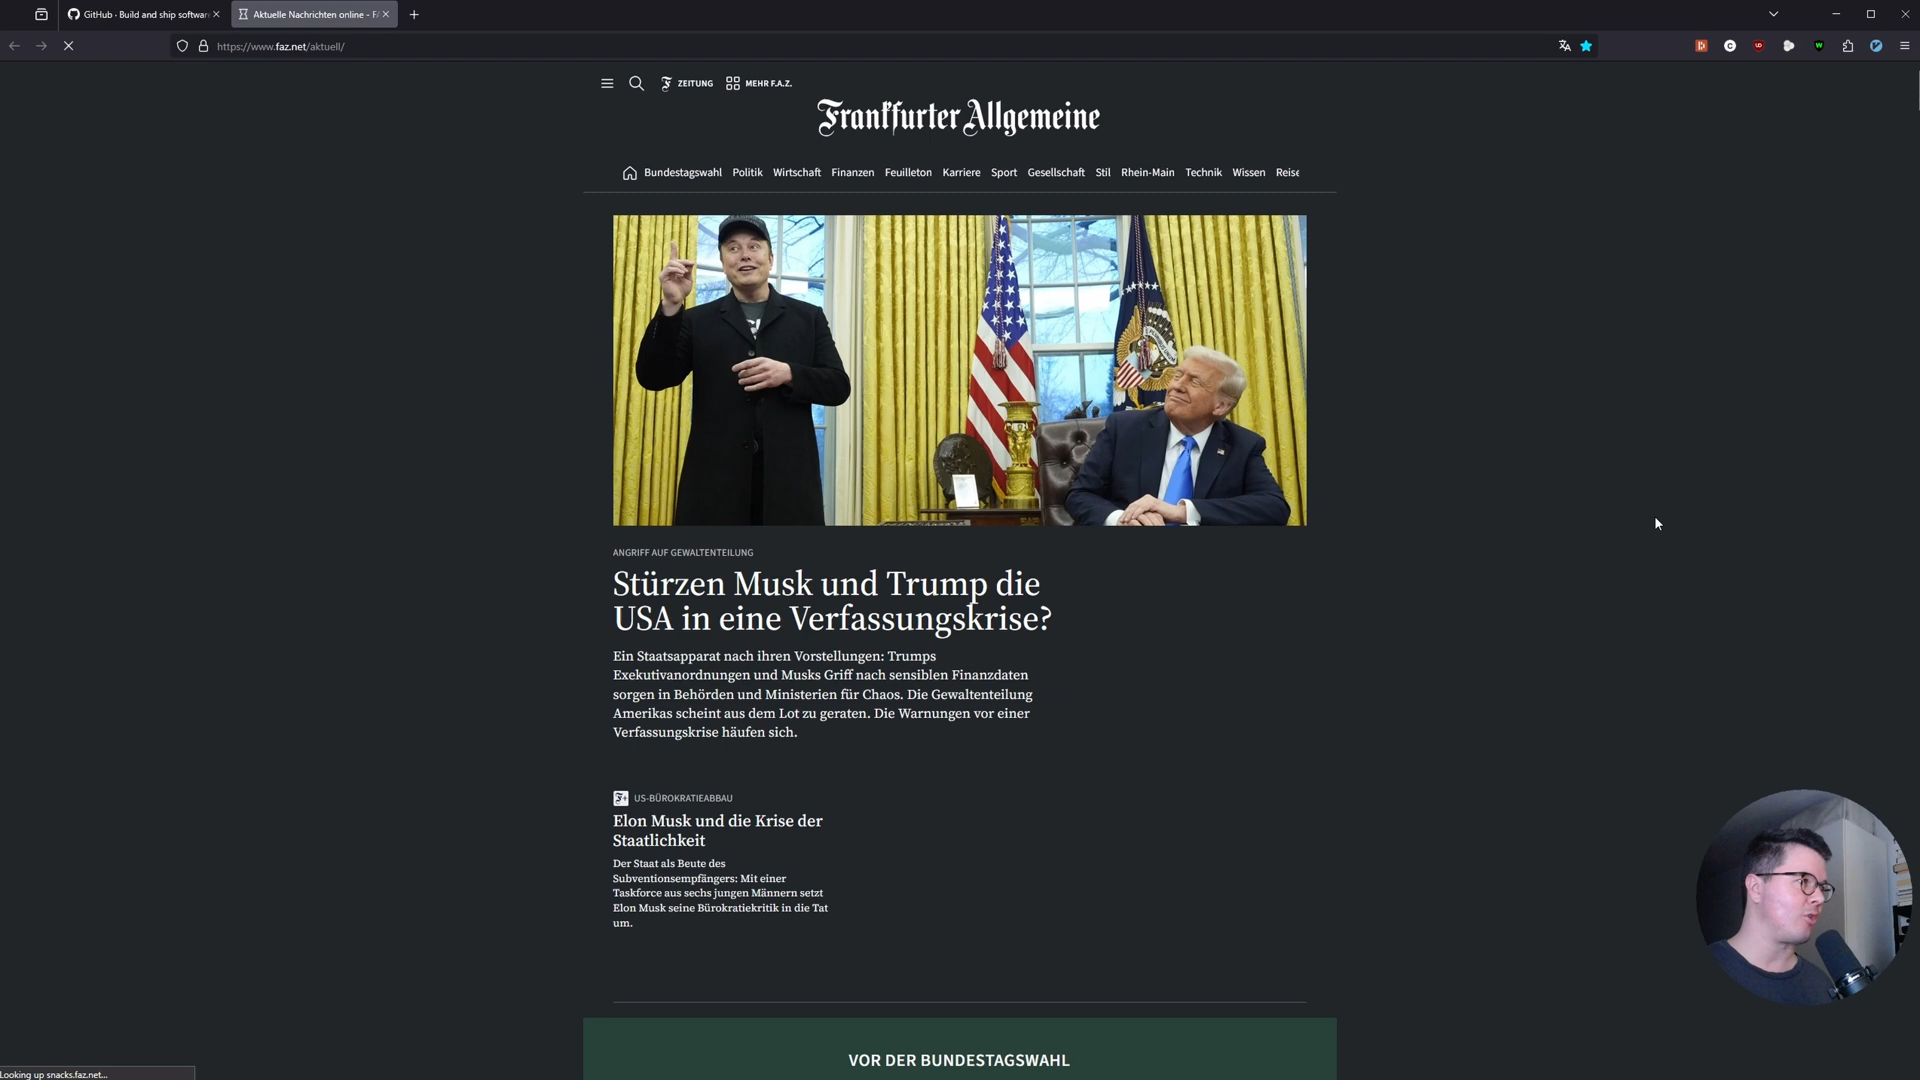 GitHub · Build and ship softwar
Aktuelle Nachrichten online - F
https://www.faz.net/aktuell/
ZEITUNG
MEHR F.A.Z.
Frankfurter Allgemeine
Bundestagswahl Politik Wirtschaft Finanzen Feuilleton Karriere Sport Gesellschaft Stil Rhein-Main Technik Wissen Reise
ANGRIFF AUF GEWALTENTEILUNG
Stürzen Musk und Trump die
USA in eine Verfassungskrise?
Ein Staatsapparat nach ihren Vorstellungen: Trumps
Exekutivanordnungen und Musks Griff nach sensiblen Finanzdaten
sorgen in Behörden und Ministerien für Chaos. Die Gewaltenteilung
Amerikas scheint aus dem Lot zu geraten. Die Warnungen vor einer
Verfassungskrise häufen sich.
F+ US-BÜROKRATIEABBAU
Elon Musk und die Krise der
Staatlichkeit
Der Staat als Beute des
Subventionsempfängers: Mit einer
Taskforce aus sechs jungen Männern setzt
Elon Musk seine Bürokratiekritik in die Tat
um.
VOR DER BUNDESTAGSWAHL
Looking up snacks.faz.net...